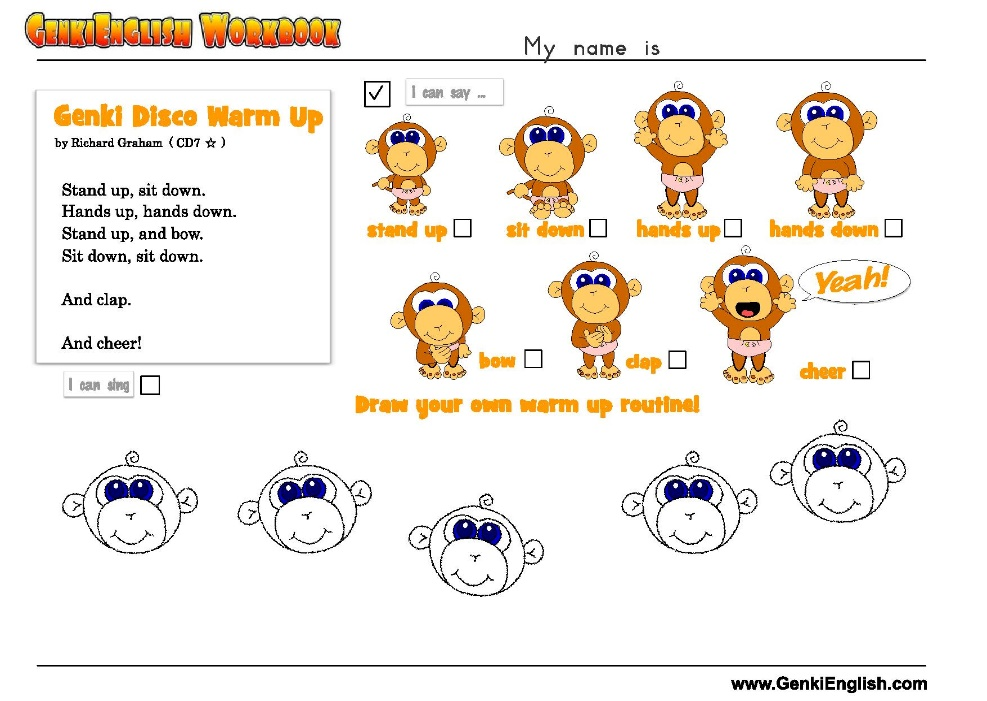 GenkiEnglish Workbook
My name is
Genki Disco Warm Up
by Richard Graham ( CD7 ☆ )
Stand up, sit down.
Hands up, hands down.
Stand up, and bow.
Sit down, sit down.
And clap.
And cheer!
I can sing
I can say ...
stand up
sit down
hands up
hands down
Yeah!
bow
clap
cheer
Draw your own warm up routine!
www.GenkiEnglish.com